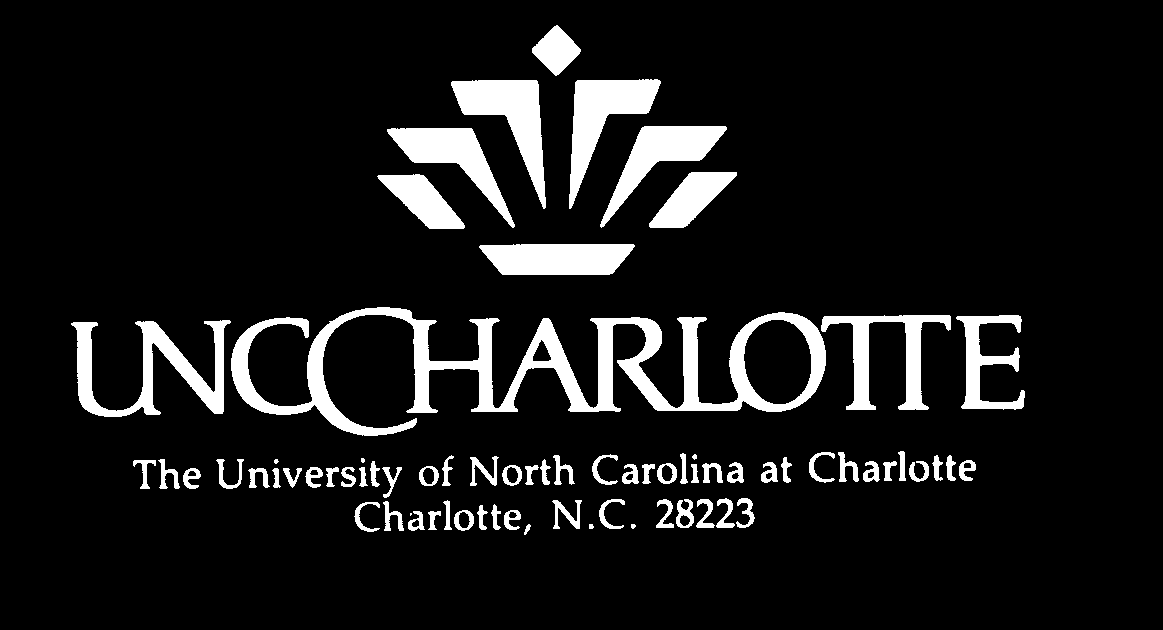 UNCCHARLOTTE
The University of North Carolina at Charlotte
Charlotte, N.C. 28223